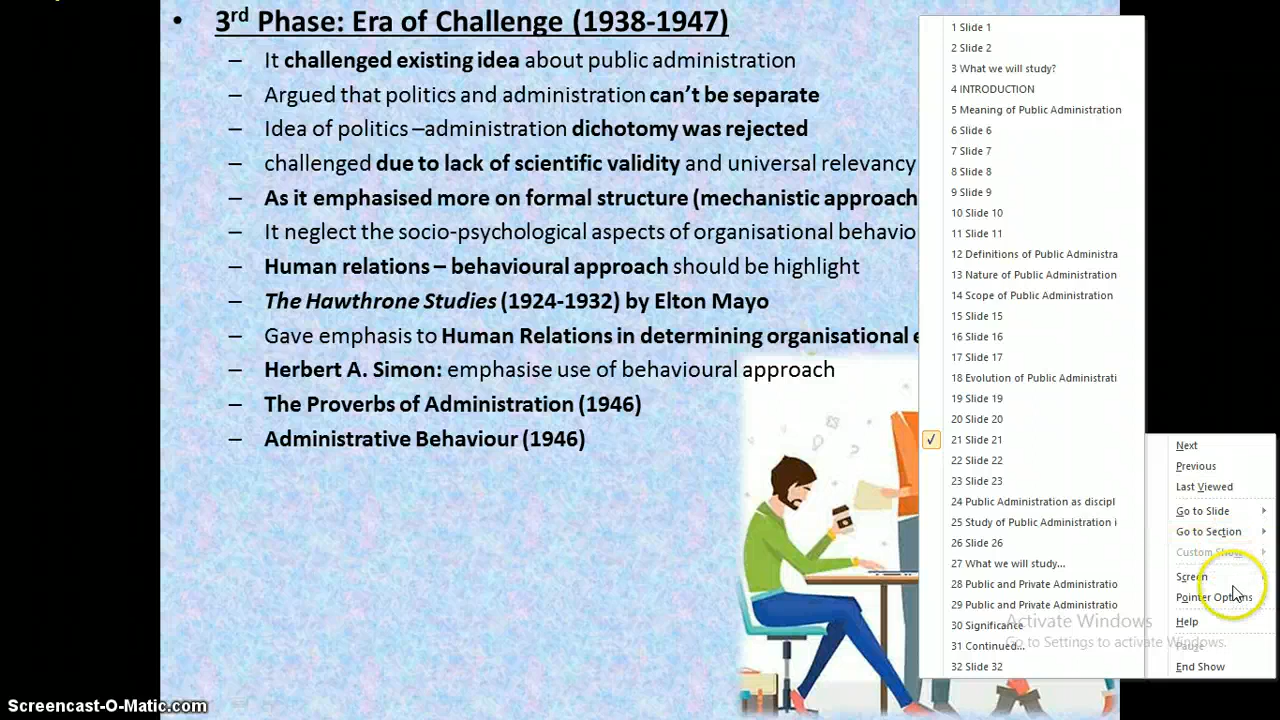 • 3rd Phase: Era of Challenge (1938-1947)
– It challenged existing idea about public administration
– Argued that politics and administration can't be separate
– Idea of politics –administration dichotomy was rejected
– challenged due to lack of scientific validity and universal relevancy
– As it emphasised more on formal structure (mechanistic approach
– It neglect the socio-psychological aspects of organisational behavio
– Human relations – behavioural approach should be highlight
– The Hawthrone Studies (1924-1932) by Elton Mayo
– Gave emphasis to Human Relations in determining organisational e
– Herbert A. Simon: emphasise use of behavioural approach
– The Proverbs of Administration (1946)
– Administrative Behaviour (1946)
1 Slide 1
2 Slide 2
3 What we will study?
4 INTRODUCTION
5 Meaning of Public Administration
6 Slide 6
7 Slide 7
8 Slide 8
9 Slide 9
10 Slide 10
11 Slide 11
12 Definitions of Public Administra
13 Nature of Public Administration
14 Scope of Public Administration
15 Slide 15
16 Slide 16
17 Slide 17
18 Evolution of Public Administrati
19 Slide 19
20 Slide 20
✓ 21 Slide 21
22 Slide 22
23 Slide 23
24 Public Administration as discipl
25 Study of Public Administration i
26 Slide 26
27 What we will study...
28 Public and Private Administratio
29 Public and Private Administratio
30 Significance
31 Continued...
32 Slide 32
Next
Previous
Last Viewed
Go to Slide
Go to Section
Custom Show
Screen
Pointer Options
Help
Pause
End Show
Activate Windows
Go to Settings to activate Windows.
Screencast-O-Matic.com